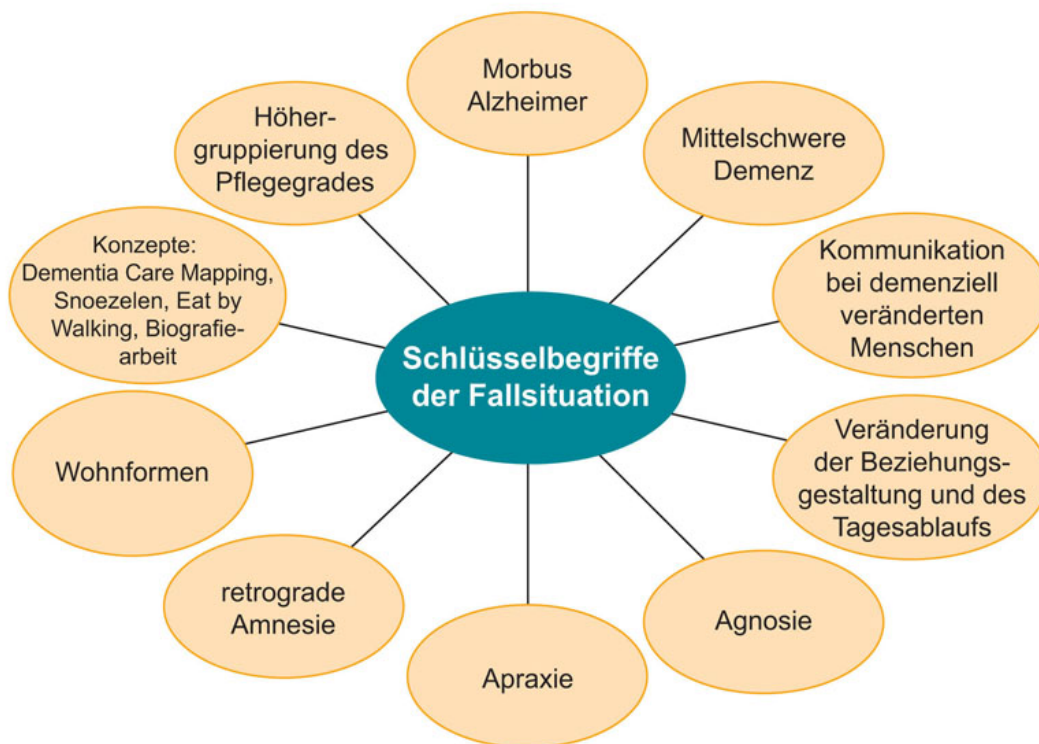 Morbus
Alzheimer
Mittelschwere
Demenz
Kommunikation
bei demenziell
veränderten
Menschen
Veränderung
der Beziehungs-
gestaltung und des
Tagesablaufs
Agnosie
Apraxie
retrograde
Amnesie
Wohnformen
Konzepte:
Dementia Care Mapping,
Snoezelen, Eat by
Walking, Biografie-
arbeit
Höher-
gruppierung des
Pflegegrades
Schlüsselbegriffe
der Fallsituation